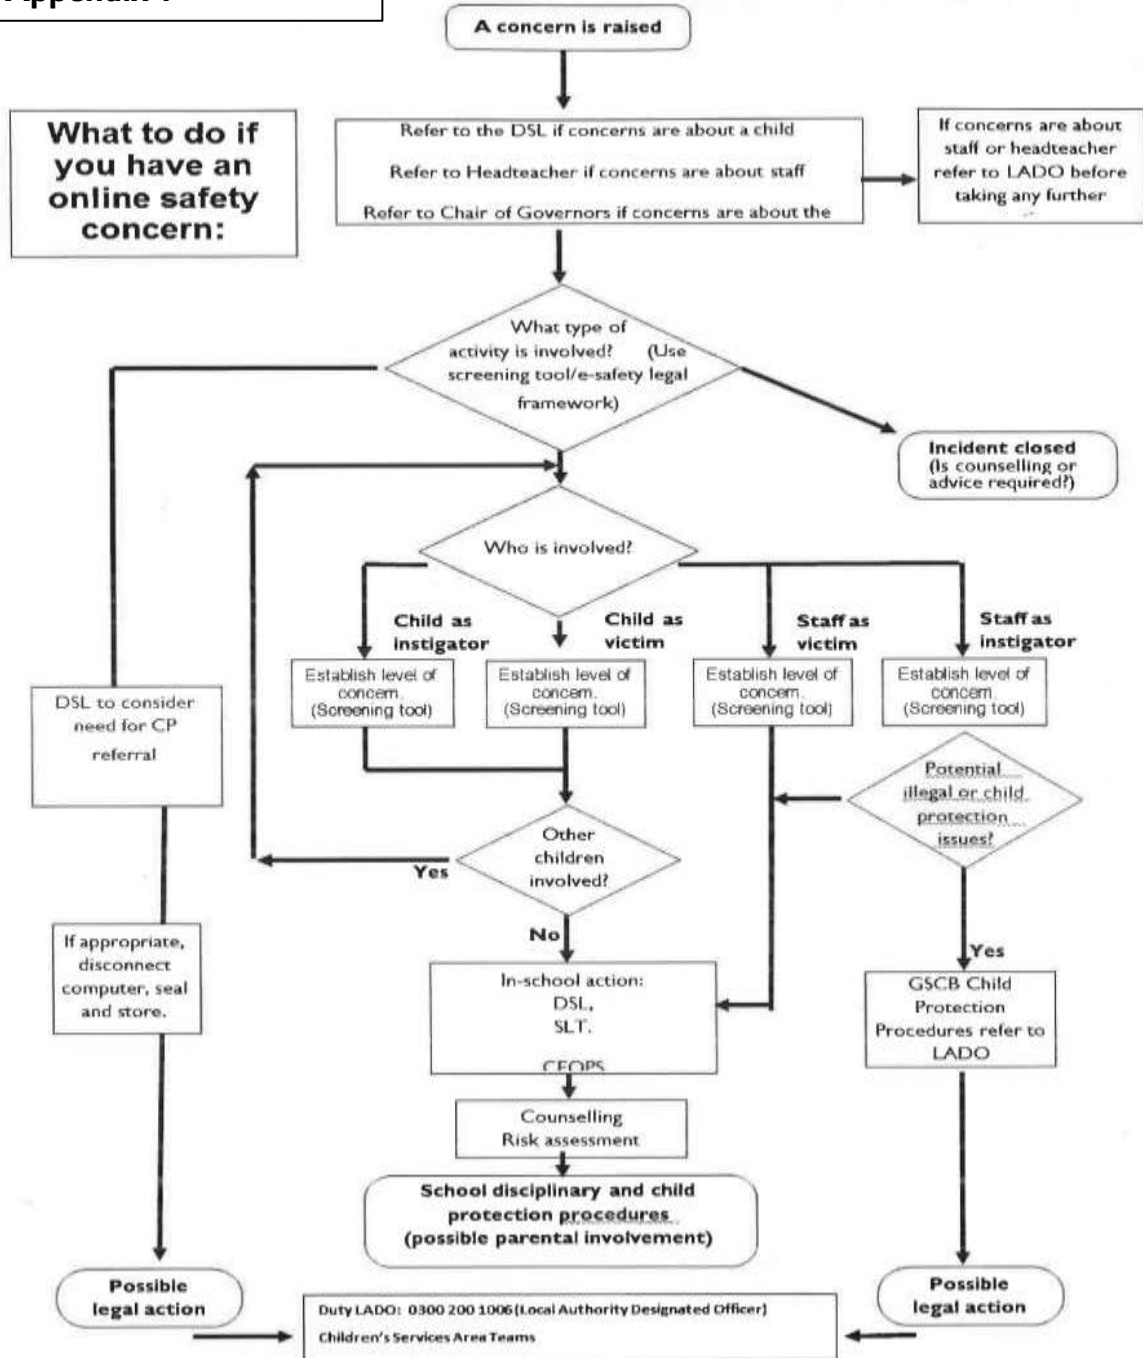 Appendix
A concern is raised
What to do if
you have an
online safety
concern:
Refer to the DSL if concerns are about a child
Refer to Headteacher if concerns are about staff
Refer to Chair of Governors if concerns are about the
If concerns are about
staff or headteacher
refer to LADO before
taking any further
What type of
activity is involved? (Use
screening tool/e-safety legal
framework)
Incident closed
(Is counselling or
advice required?)
Who is involved?
Child as
instigator
Child as
victim
Staff as
victim
Staff as
instigator
Establish level of
concern.
(Screening tool)
Establish level of
concern.
(Screening tool)
Establish level of
concern.
(Screening tool)
Establish level of
concern.
(Screening tool)
DSL to consider
need for CP
referral
Potential
illegal or child
protection
issues?
Other
children
involved?
Yes
No
If appropriate,
disconnect
computer, seal
and store.
In-school action:
DSL,
SLT.
CEOPS
Yes
GSCB Child
Protection
Procedures refer to
LADO
Counselling
Risk assessment
School disciplinary and child
protection procedures
(possible parental involvement)
Possible
legal action
Possible
legal action
Duty LADO: 0300 200 1006(Local Authority Designated Officer)
Children's Services Area Teams